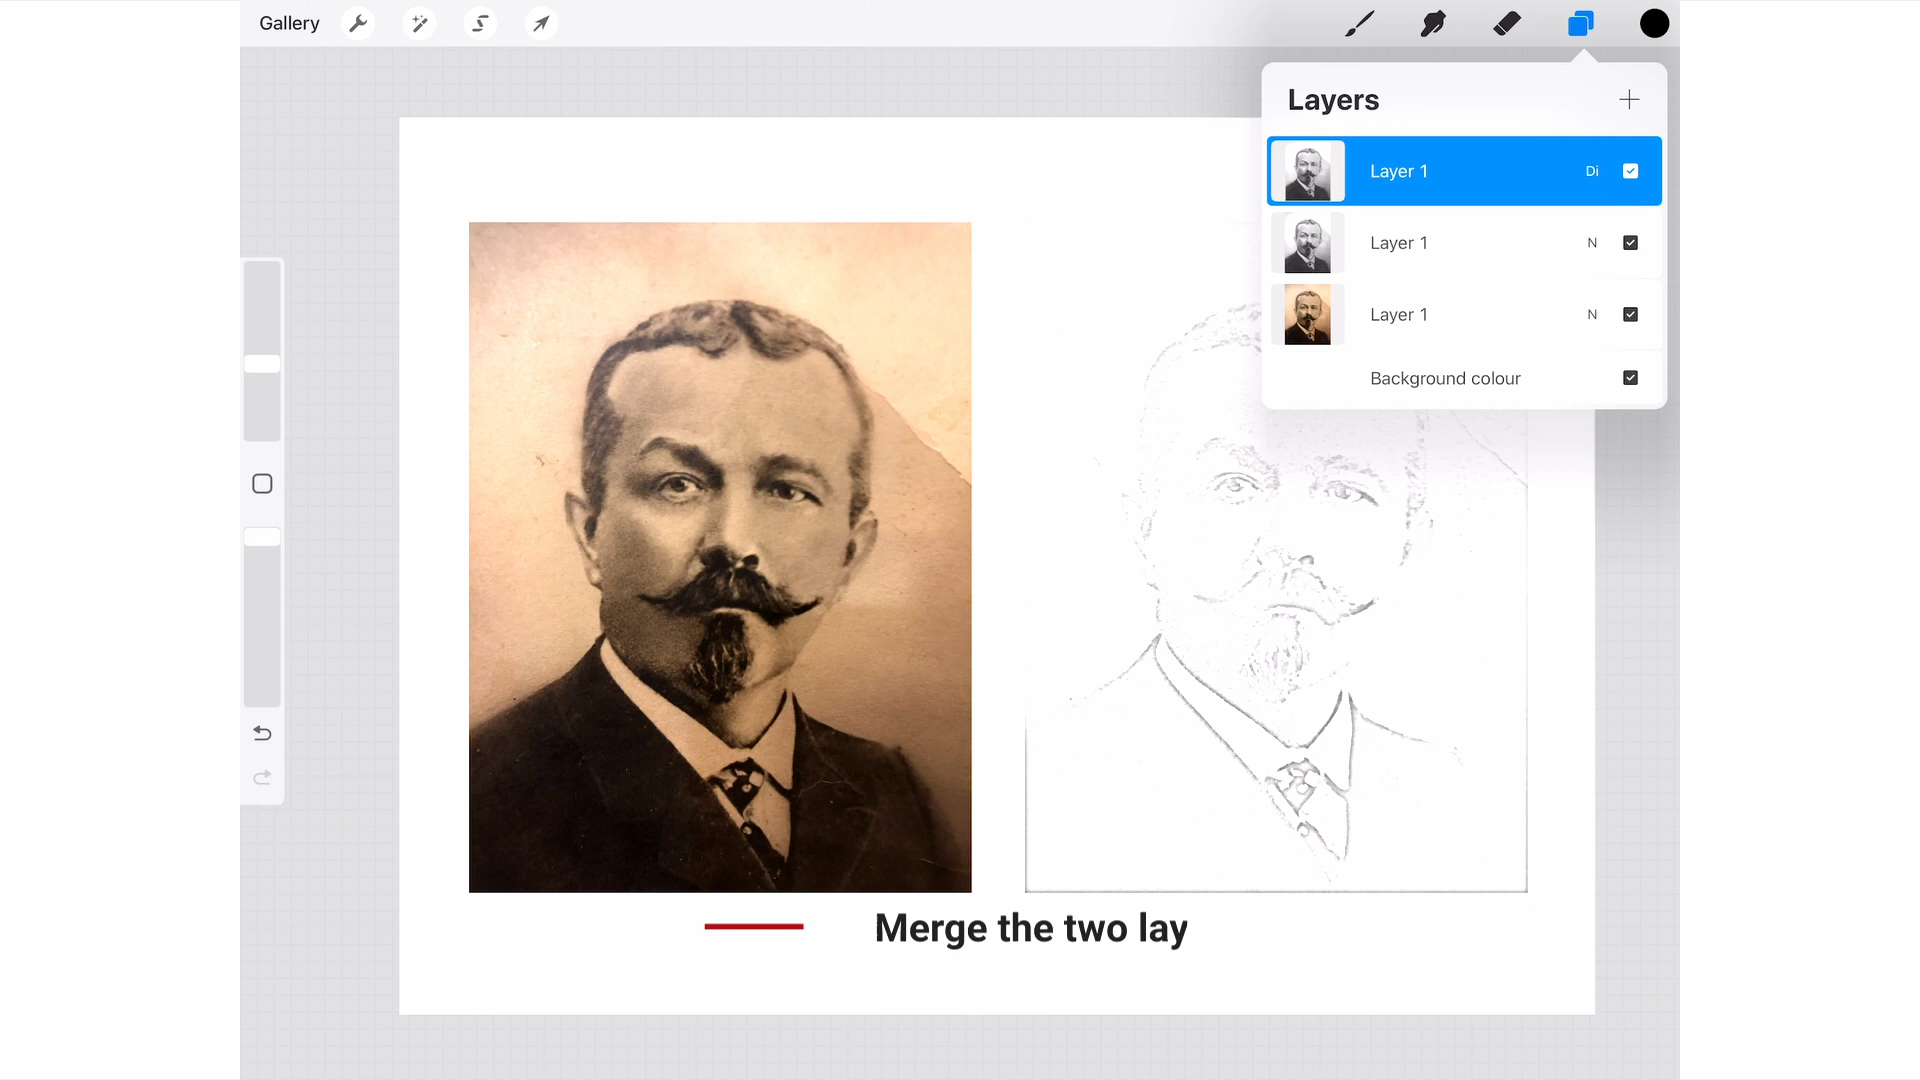 Gallery
Layers
Layer 1 Di
Layer 1 N
Layer 1 N
Background colour
Merge the two lay